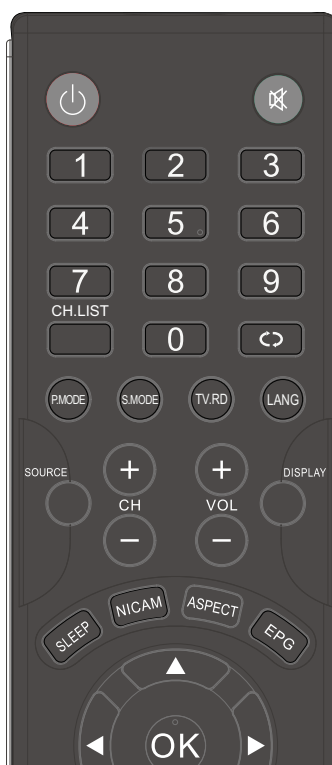 1 2 3
4 5 6
7 8 9
CH.LIST
0
P.MODE S.MODE TV.RD LANG
SOURCE + + DISPLAY
CH VOL
− −
SLEEP NICAM ASPECT EPG
OK